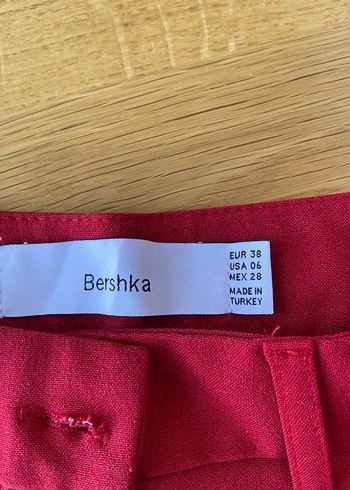 Bershka
EUR 38
USA 06
MEX 28
MADE IN
TURKEY